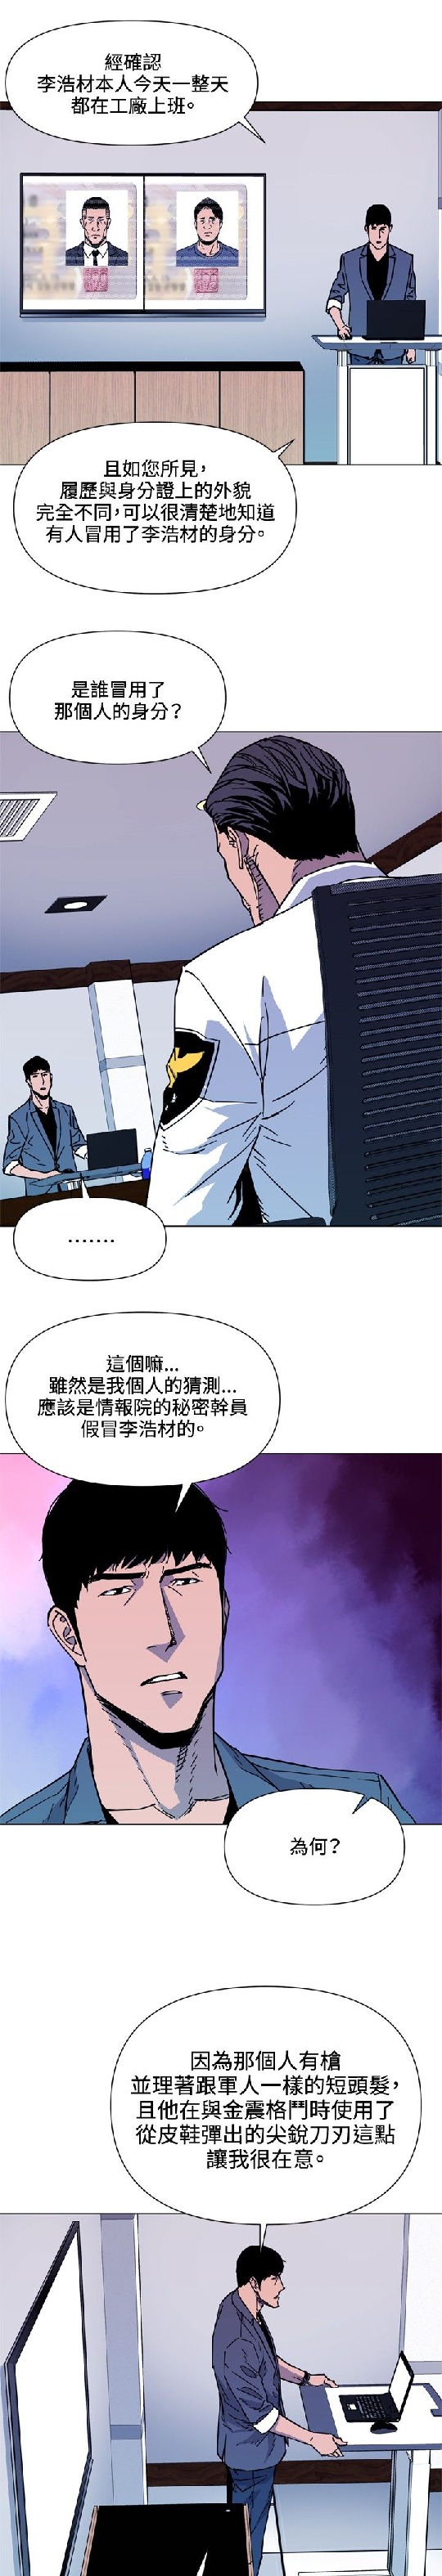 經確認
李浩材本人今天一整天
都在工廠上班。
且如您所見，
履歷與身分證上的外貌
完全不同，可以很清楚地知道
有人冒用了李浩材的身分。
是誰冒用了
那個人的身分？
.......
這個嘛...
雖然是我個人的猜測...
應該是情報院的秘密幹員
假冒李浩材的。
為何？
因為那個人有槍
並理著跟軍人一樣的短頭髮，
且他在與金震格鬥時使用了
從皮鞋彈出的尖銳刀刃這點
讓我很在意。